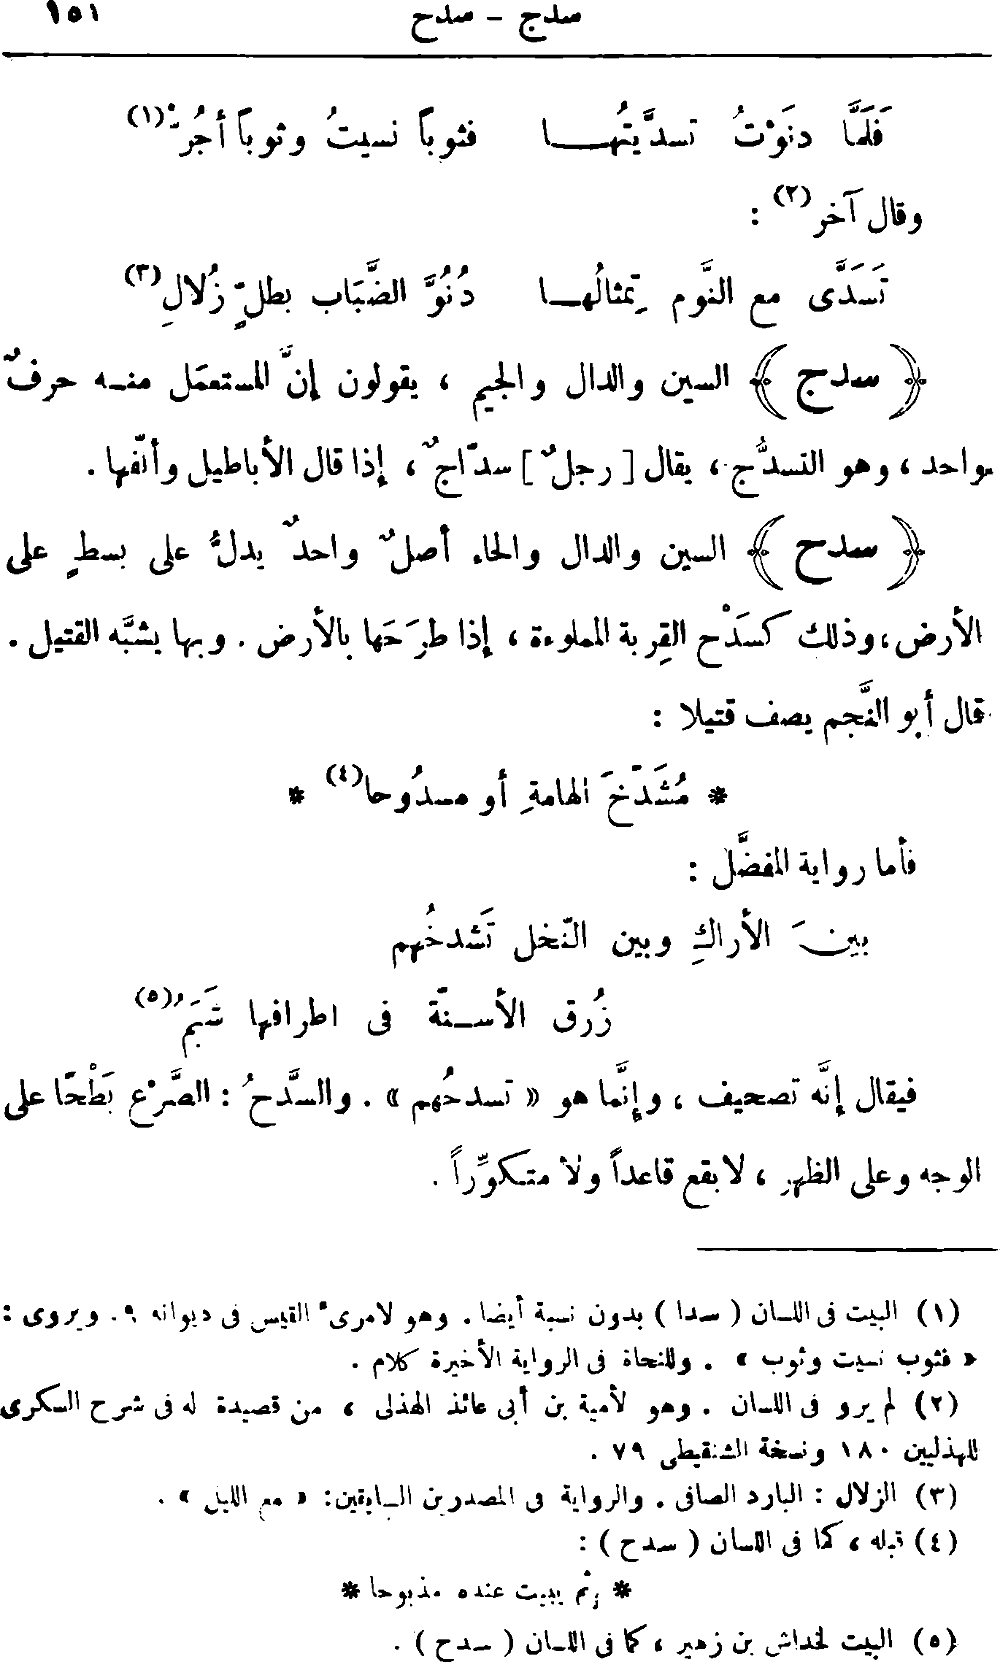 سدج – سدح ١٥١
فَلَمَّا دنَوْتُ تسدَّيتُهـــا فثوباً نسيتُ وثوباً أجُرّْ(١)
وقال آخر(٢) :
تَسَدَّى مع النَّوم تِمثالُهــا دُنُوَّ الضَّبَاب بطلٍّ زُلالِ(٣)
﴿ سدج ﴾ السين والدال والجيم ، يقولون إنَّ المستعمَل منـه حرفٌ
واحد ، وهو التسدُّج ، يقال [ رجلٌ ] سدّاجٌ ، إذا قال الأباطيل وأَلَّفها .
﴿ سدح ﴾ السين والدال والحاء أصلٌ واحدٌ يدلُّ على بسطٍ على
الأرض ، وذلك كسَدْح القِربة المملوءة ، إذا طرَحَها بالأرض . وبها يشبَّه القتيل .
قال أبو النَّجم يصف قتيلا :
* مُشَدَّخَ الهامةِ أو مسدُوحا(٤) *
فأما رواية المفضَّل :
بينَ الأراكِ وبين النّخل تَشدخُهم
زُرق الأسـنّة فى اطرافها شَبَمُ(٥)
فيقال إنَّه تصحيف ، وإنَّما هو « تسدحُهم » . والسَّدحُ : الصَّرْع بَطْحًا على
الوجه وعلى الظهرِ ، لا يقع قاعداً ولا متكوِّراً .
(١) البيت فى اللسان ( سدا ) بدون نسبة أيضا . وهو لامرئ القيس فى ديوانه ٩ . ويروى :
« فثوب نسيت وثوب » . وللنحاة فى الرواية الأخيرة كلام .
(٢) لم يرو فى اللسان . وهو لأمية بن أبى عائذ الهذلى ، من قصيدة له فى شرح السكرى
للهذليين ١٨٠ ونسخة الشنقيطى ٧٩ .
(٣) الزلال : البارد الصافى . والرواية فى المصدرين السابقين : « مع الليل » .
(٤) قبله ، كما فى اللسان ( سدح ) :
* يبيت عنده مذبوحا *
(٥) البيت لخداش بن زهير ، كما فى اللسان ( سدح ) .